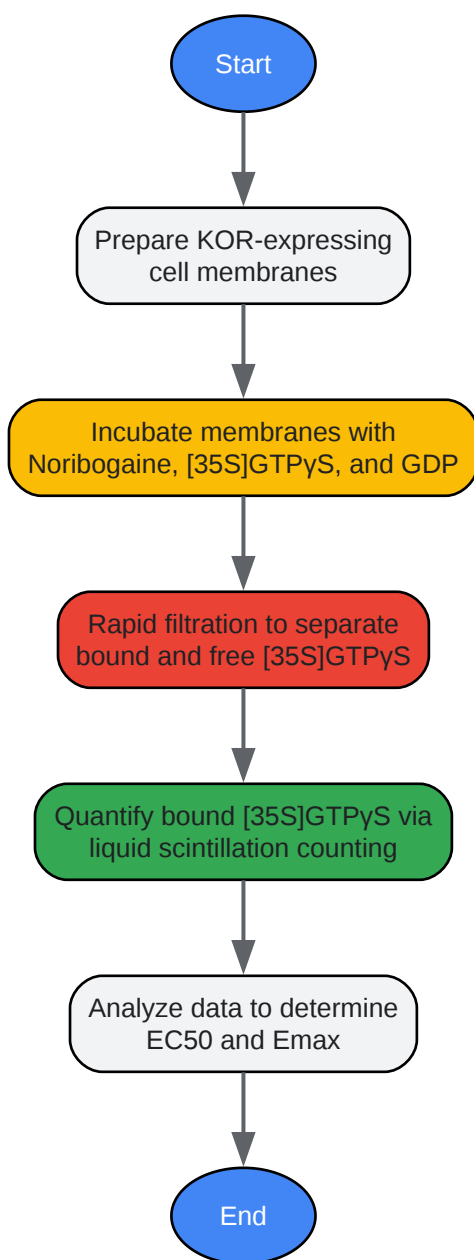 Start
Prepare KOR-expressing
cell membranes
Incubate membranes with
Noribogaine, [35S]GTPγS, and GDP
Rapid filtration to separate
bound and free [35S]GTPγS
Quantify bound [35S]GTPγS via
liquid scintillation counting
Analyze data to determine
EC50 and Emax
End